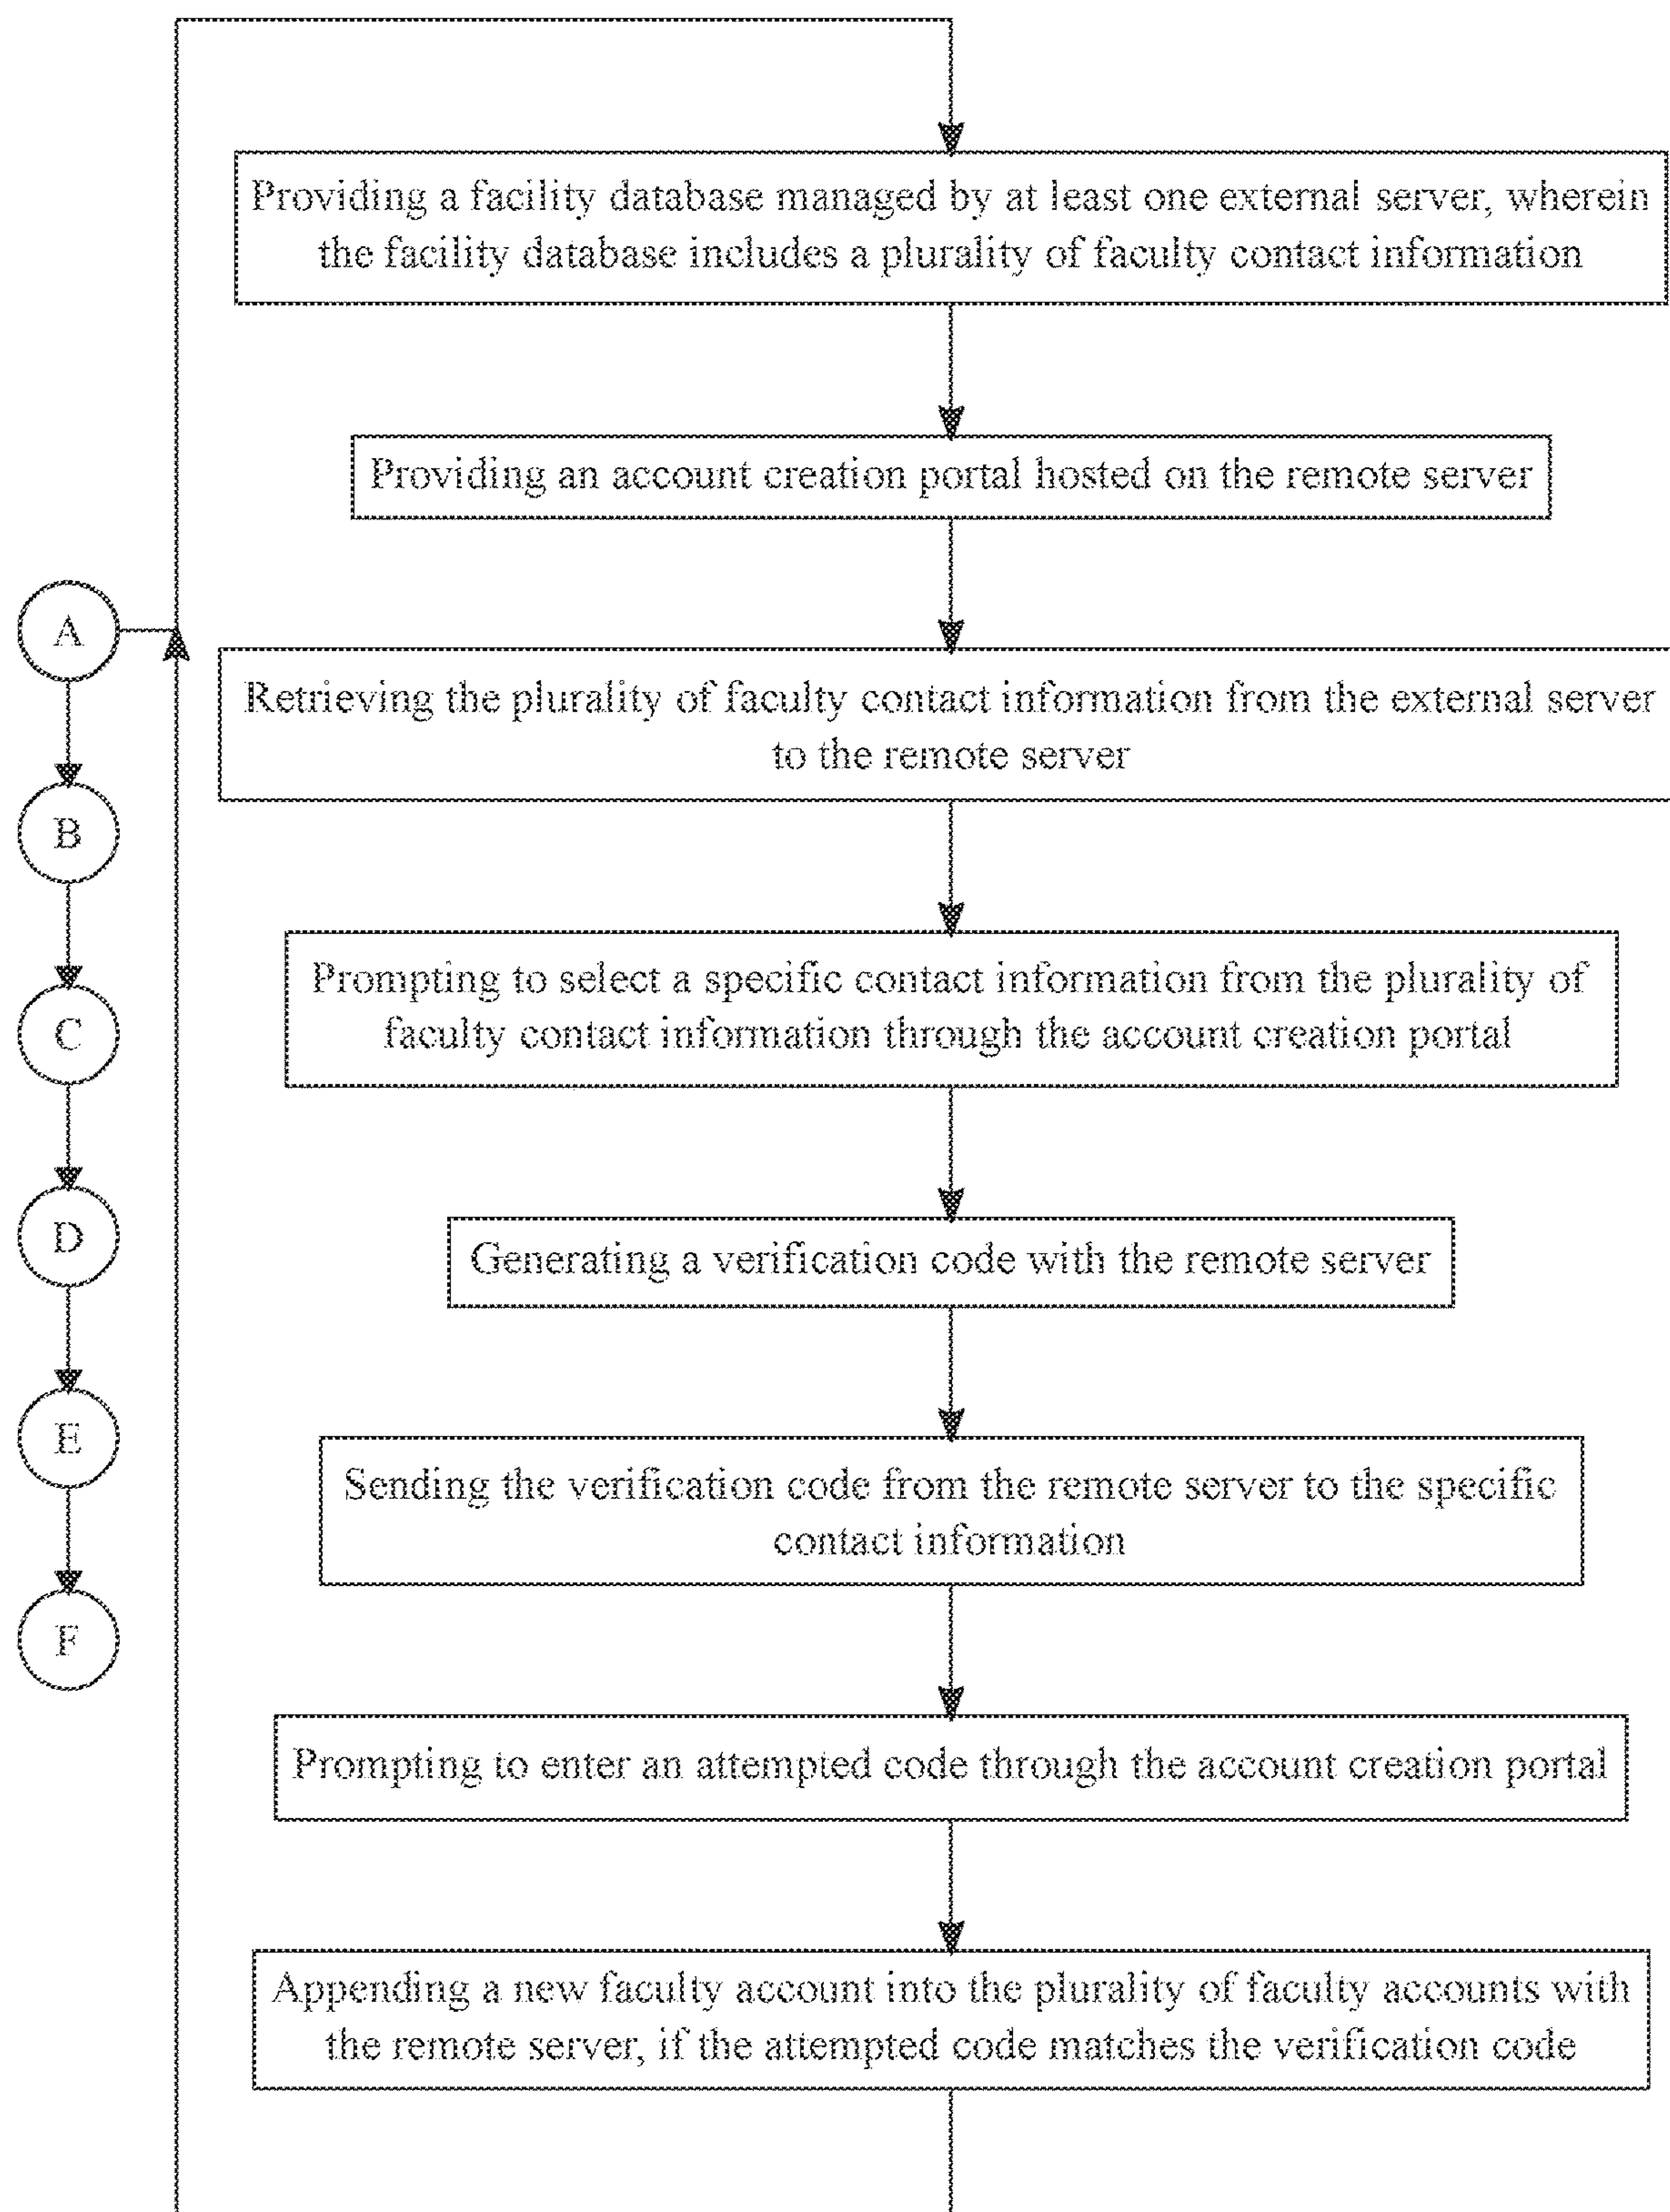 Providing a facility database managed by at least one external server, wherein
the facility database includes a plurality of faculty contact information
Providing an account creation portal hosted on the remote server
A
Retrieving the plurality of faculty contact information from the external server
to the remote server
B
Prompting to select a specific contact information from the plurality of
faculty contact information through the account creation portal
C
D
Generating a verification code with the remote server
E
Sending the verification code from the remote server to the specific
contact information
F
Prompting to enter an attempted code through the account creation portal
Appending a new faculty account into the plurality of faculty accounts with
the remote server, if the attempted code matches the verification code